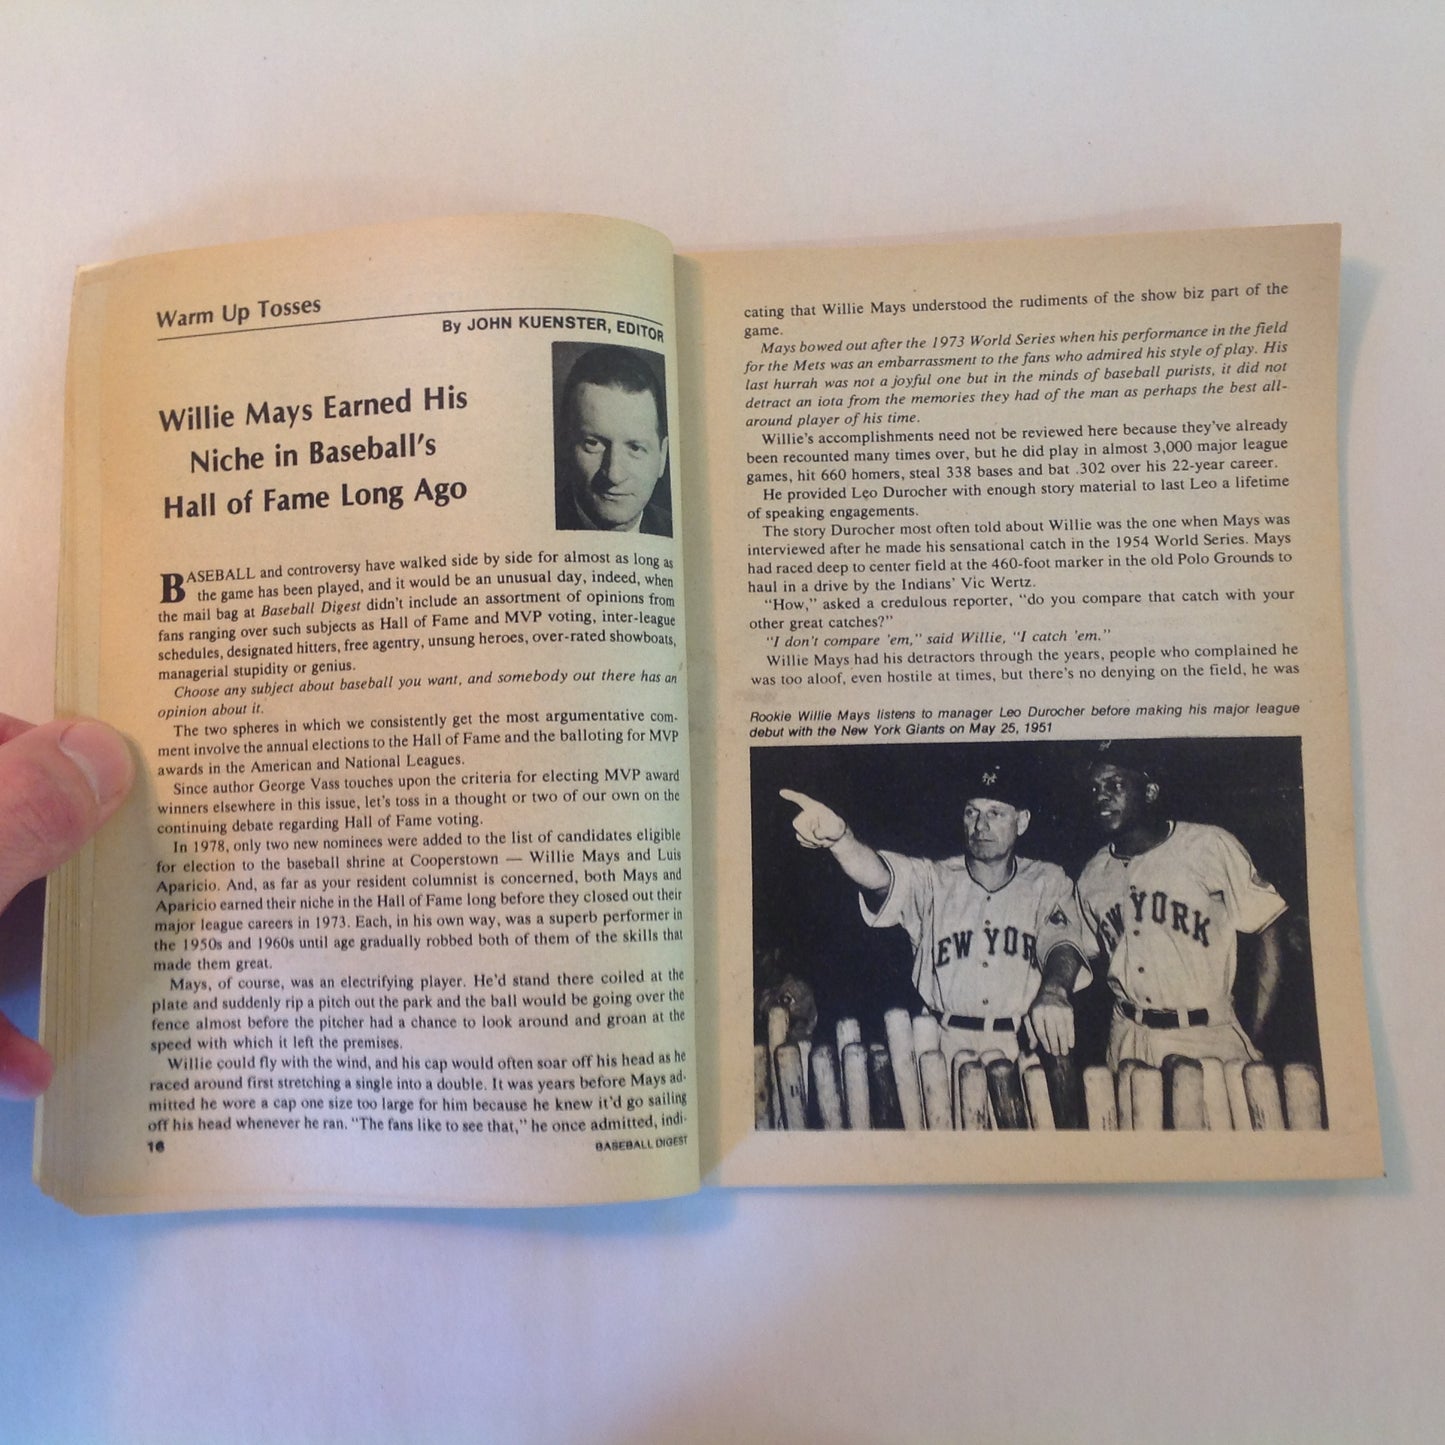 Warm Up Tosses
By JOHN KUENSTER, EDITOR
Willie Mays Earned His
Niche in Baseball's
Hall of Fame Long Ago
BASEBALL and controversy have walked side by side for almost as long as
the game has been played, and it would be an unusual day, indeed, when
the mail bag at Baseball Digest didn't include an assortment of opinions from
fans ranging over such subjects as Hall of Fame and MVP voting, inter-league
schedules, designated hitters, free agentry, unsung heroes, over-rated showboats,
managerial stupidity or genius.
Choose any subject about baseball you want, and somebody out there has an
opinion about it.
The two spheres in which we consistently get the most argumentative com-
ment involve the annual elections to the Hall of Fame and the balloting for MVP
awards in the American and National Leagues.
Since author George Vass touches upon the criteria for electing MVP award
winners elsewhere in this issue, let's toss in a thought or two of our own on the
continuing debate regarding Hall of Fame voting.
In 1978, only two new nominees were added to the list of candidates eligible
for election to the baseball shrine at Cooperstown — Willie Mays and Luis
Aparicio. And, as far as your resident columnist is concerned, both Mays and
Aparicio earned their niche in the Hall of Fame long before they closed out their
major league careers in 1973. Each, in his own way, was a superb performer in
the 1950s and 1960s until age gradually robbed both of them of the skills that
made them great.
Mays, of course, was an electrifying player. He'd stand there coiled at the
plate and suddenly rip a pitch out the park and the ball would be going over the
fence almost before the pitcher had a chance to look around and groan at the
speed with which it left the premises.
Willie could fly with the wind, and his cap would often soar off his head as he
raced around first stretching a single into a double. It was years before Mays ad-
mitted he wore a cap one size too large for him because he knew it'd go sailing
off his head whenever he ran. "The fans like to see that," he once admitted, indi-
16
BASEBALL DIGEST
cating that Willie Mays understood the rudiments of the show biz part of the
game.
Mays bowed out after the 1973 World Series when his performance in the field
for the Mets was an embarrassment to the fans who admired his style of play. His
last hurrah was not a joyful one but in the minds of baseball purists, it did not
detract an iota from the memories they had of the man as perhaps the best all-
around player of his time.
Willie's accomplishments need not be reviewed here because they've already
been recounted many times over, but he did play in almost 3,000 major league
games, hit 660 homers, steal 338 bases and bat .302 over his 22-year career.
He provided Leo Durocher with enough story material to last Leo a lifetime
of speaking engagements.
The story Durocher most often told about Willie was the one when Mays was
interviewed after he made his sensational catch in the 1954 World Series. Mays
had raced deep to center field at the 460-foot marker in the old Polo Grounds to
haul in a drive by the Indians' Vic Wertz.
"How," asked a credulous reporter, "do you compare that catch with your
other great catches?"
"I don't compare 'em," said Willie, "I catch 'em."
Willie Mays had his detractors through the years, people who complained he
was too aloof, even hostile at times, but there's no denying on the field, he was
Rookie Willie Mays listens to manager Leo Durocher before making his major league
debut with the New York Giants on May 25, 1951
NY
EW YOR
EW YORK